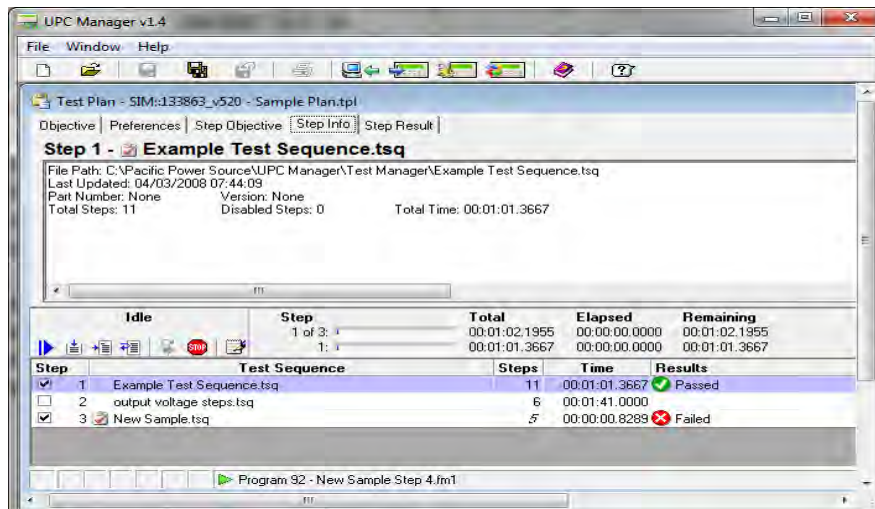 UPC Manager v1.4
File Window Help
Test Plan - SIM::133863_v520 - Sample Plan.tpl
Objective Preferences Step Objective Step Info Step Result
Step 1 - Example Test Sequence.tsq
File Path: C:\Pacific Power Source\UPC Manager\Test Manager\Example Test Sequence.tsq
Last Updated: 04/03/2008 07:44:09
Part Number: None Version: None
Total Steps: 11 Disabled Steps: 0 Total Time: 00:01:01.3667
Idle Step Total Elapsed Remaining
1 of 3: 00:01:02.1955 00:00:00.0000 00:01:02.1955
STOP 1: 00:01:01.3667 00:00:00.0000 00:01:01.3667
Step Test Sequence Steps Time Results
1 Example Test Sequence.tsq 11 00:01:01.3667 Passed
2 output voltage steps.tsq 6 00:01:41.0000
3 New Sample.tsq 5 00:00:00.8289 Failed
Program 92 - New Sample Step 4.fm1